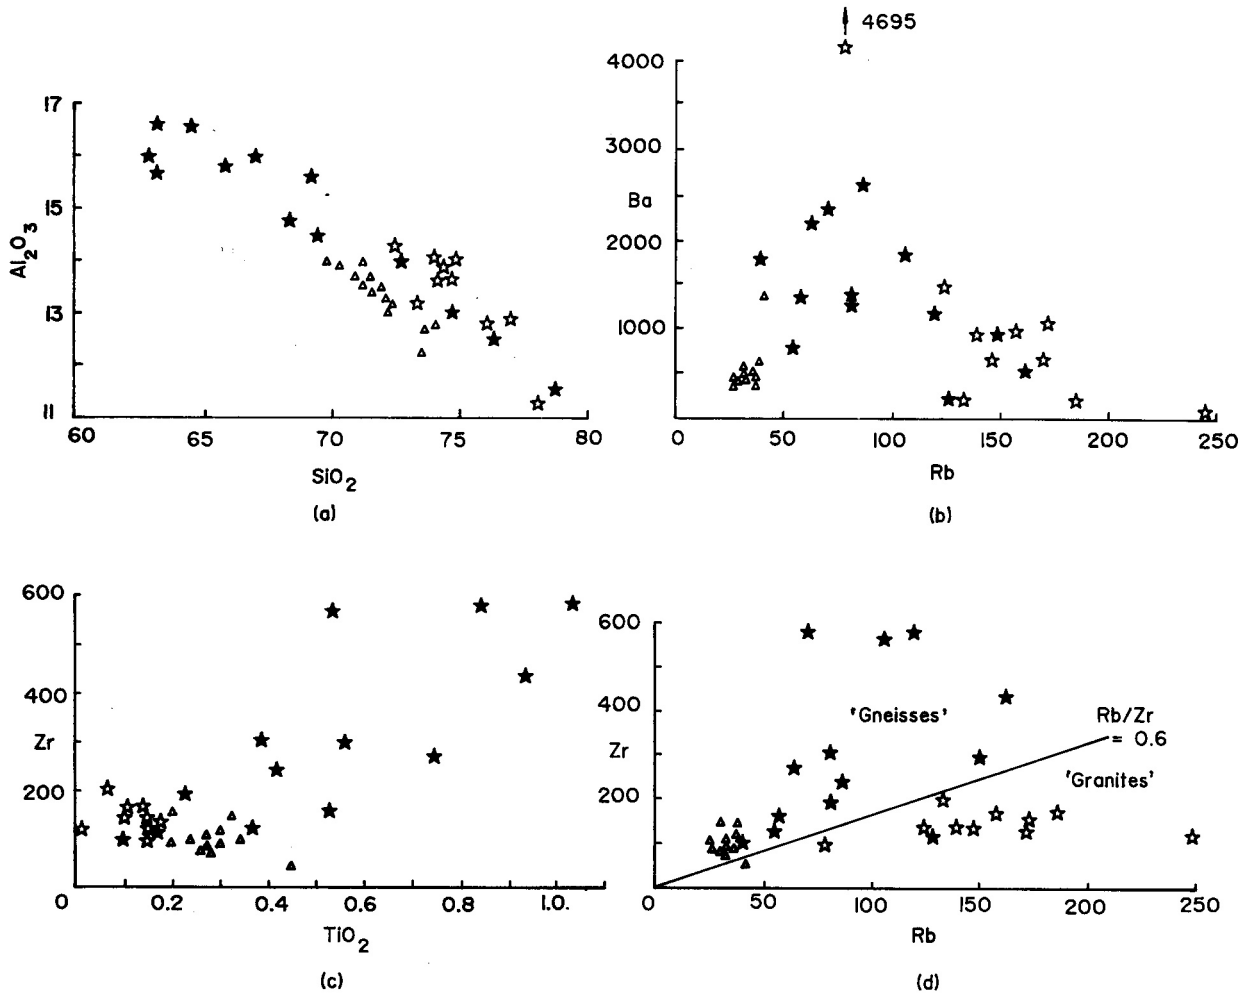 17
15
13
11
Al2O3
60 65 70 75 80
SiO2
(a)
4695
4000
3000
Ba
2000
1000
0 50 100 150 200 250
Rb
(b)
600
400
Zr
200
0 0.2 0.4 0.6 0.8 1.0.
TiO2
(c)
600
400
Zr
200
'Gneisses'
Rb/Zr
= 0.6
'Granites'
0 50 100 150 200 250
Rb
(d)